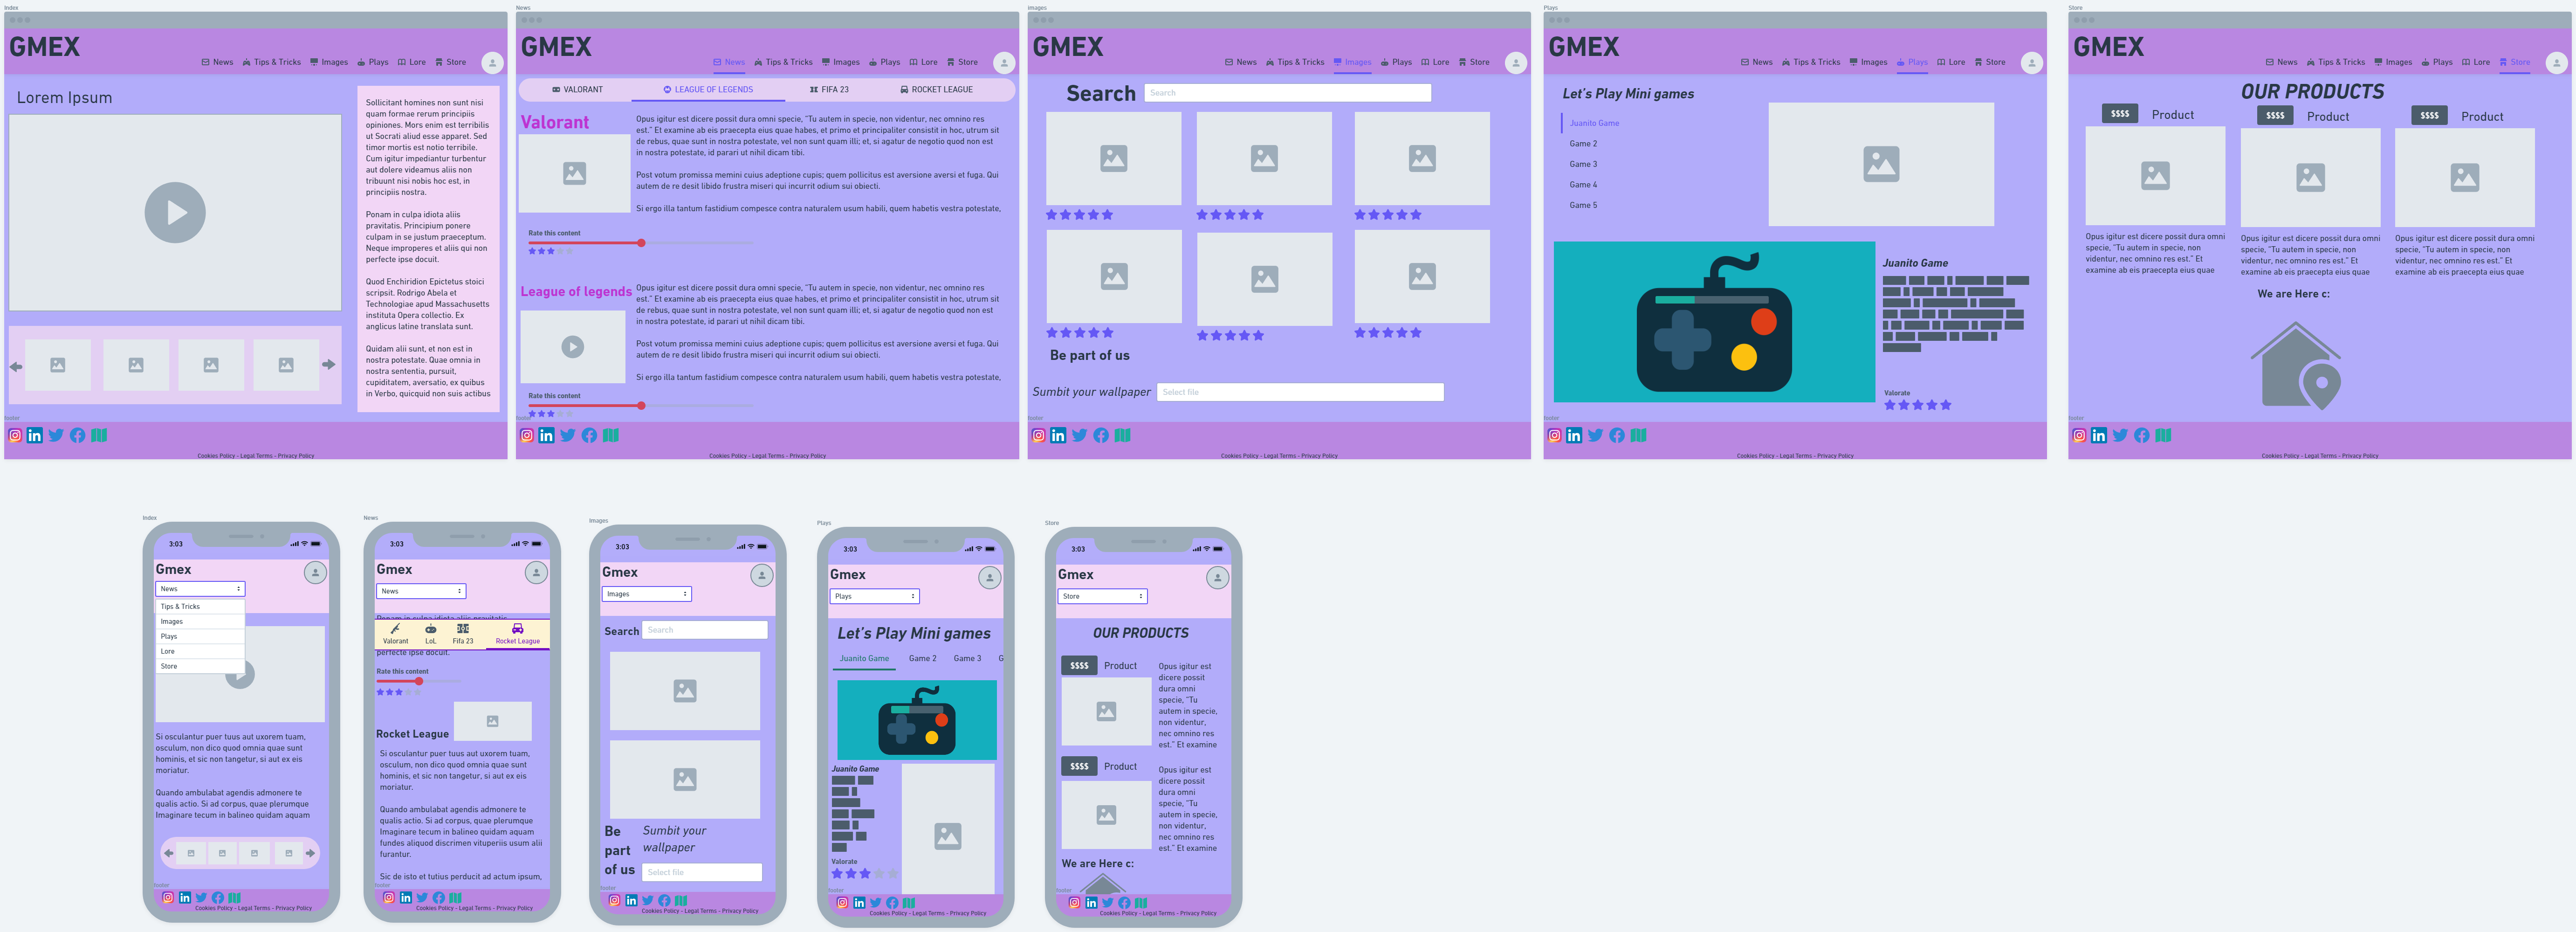 Index
GMEX
News Tips & Tricks Images Plays Lore Store
Lorem Ipsum
Sollicitant homines non sunt nisi
quam formae rerum principiis
opiniones. Mors enim est terribilis
ut Socrati aliud esse apparet. Sed
timor mortis est notio terribile.
Cum igitur impediantur turbentur
aut dolere videamus aliis non
tribuunt nisi nobis hoc est, in
principiis nostra.
Ponam in culpa idiota aliis
pravitatis. Principium ponere
culpam in se justum praeceptum.
Neque improperes et aliis qui non
perfecte ipse docuit.
Quod Enchiridion Epictetus stoici
scripsit. Rodrigo Abela et
Technologiae apud Massachusetts
instituta Opera collectio. Ex
anglicus latine translata sunt.
Quidam alii sunt, et non est in
nostra potestate. Quae omnia in
nostra sententia, pursuit,
cupiditatem, aversatio, ex quibus
in Verbo, quicquid non suis actibus
footer
Cookies Policy - Legal Terms - Privacy Policy
News
GMEX
News Tips & Tricks Images Plays Lore Store
VALORANT LEAGUE OF LEGENDS FIFA 23 ROCKET LEAGUE
Valorant
Opus igitur est dicere possit dura omni specie, "Tu autem in specie, non videntur, nec omnino res
est." Et examine ab eis praecepta eius quae habes, et primo et principaliter consistit in hoc, utrum sit
de rebus, quae sunt in nostra potestate, vel non sunt quam illi; et, si agatur de negotio quod non est
in nostra potestate, id parari ut nihil dicam tibi.
Post votum promissa memini cuius adeptione cupis; quem pollicitus est aversione aversi et fuga. Qui
autem de re desit libido frustra miseri qui incurrit odium sui obiecti.
Si ergo illa tantum fastidium compesce contra naturalem usum habili, quem habetis vestra potestate,
Rate this content
League of legends
Opus igitur est dicere possit dura omni specie, "Tu autem in specie, non videntur, nec omnino res
est." Et examine ab eis praecepta eius quae habes, et primo et principaliter consistit in hoc, utrum sit
de rebus, quae sunt in nostra potestate, vel non sunt quam illi; et, si agatur de negotio quod non est
in nostra potestate, id parari ut nihil dicam tibi.
Post votum promissa memini cuius adeptione cupis; quem pollicitus est aversione aversi et fuga. Qui
autem de re desit libido frustra miseri qui incurrit odium sui obiecti.
Si ergo illa tantum fastidium compesce contra naturalem usum habili, quem habetis vestra potestate,
Rate this content
footer
Cookies Policy - Legal Terms - Privacy Policy
Images
GMEX
News Tips & Tricks Images Plays Lore Store
Search Search
Be part of us
Sumbit your wallpaper Select file
footer
Cookies Policy - Legal Terms - Privacy Policy
Plays
GMEX
News Tips & Tricks Images Plays Lore Store
Let's Play Mini games
Juanito Game
Game 2
Game 3
Game 4
Game 5
Juanito Game
Valorate
footer
Cookies Policy - Legal Terms - Privacy Policy
Store
GMEX
News Tips & Tricks Images Plays Lore Store
OUR PRODUCTS
$$$$ Product
$$$$ Product
$$$$ Product
Opus igitur est dicere possit dura omni
specie, "Tu autem in specie, non
videntur, nec omnino res est." Et
examine ab eis praecepta eius quae
Opus igitur est dicere possit dura omni
specie, "Tu autem in specie, non
videntur, nec omnino res est." Et
examine ab eis praecepta eius quae
Opus igitur est dicere possit dura omni
specie, "Tu autem in specie, non
videntur, nec omnino res est." Et
examine ab eis praecepta eius quae
We are Here c:
footer
Cookies Policy - Legal Terms - Privacy Policy
Index
3:03
Gmex
News
Tips & Tricks
Images
Plays
Lore
Store
Si osculantur puer tuus aut uxorem tuam,
osculum, non dico quod omnia quae sunt
hominis, et sic non tangetur, si aut ex eis
moriatur.
Quando ambulabat agendis admonere te
qualis actio. Si ad corpus, quae plerumque
Imaginare tecum in balineo quidam aquam
footer
Cookies Policy - Legal Terms - Privacy Policy
News
3:03
Gmex
News
Ponam in culpa idiota aliis pravitatis.
Valorant LoL Fifa 23 Rocket League
perfecte ipse docuit.
Rate this content
Rocket League
Si osculantur puer tuus aut uxorem tuam,
osculum, non dico quod omnia quae sunt
hominis, et sic non tangetur, si aut ex eis
moriatur.
Quando ambulabat agendis admonere te
qualis actio. Si ad corpus, quae plerumque
Imaginare tecum in balineo quidam aquam
fundes aliquod discrimen vituperiis usum alii
furantur.
Sic de isto et tutius perducit ad actum ipsum,
footer
Cookies Policy - Legal Terms - Privacy Policy
Images
3:03
Gmex
Images
Search Search
Be
part
of us
Sumbit your
wallpaper
Select file
footer
Cookies Policy - Legal Terms - Privacy Policy
Plays
3:03
Gmex
Plays
Let's Play Mini games
Juanito Game Game 2 Game 3 G
Juanito Game
Valorate
footer
Cookies Policy - Legal Terms - Privacy Policy
Store
3:03
Gmex
Store
OUR PRODUCTS
$$$$ Product
Opus igitur est
dicere possit
dura omni
specie, "Tu
autem in specie,
non videntur,
nec omnino res
est." Et examine
$$$$ Product
Opus igitur est
dicere possit
dura omni
specie, "Tu
autem in specie,
non videntur,
nec omnino res
est." Et examine
We are Here c:
footer
Cookies Policy - Legal Terms - Privacy Policy